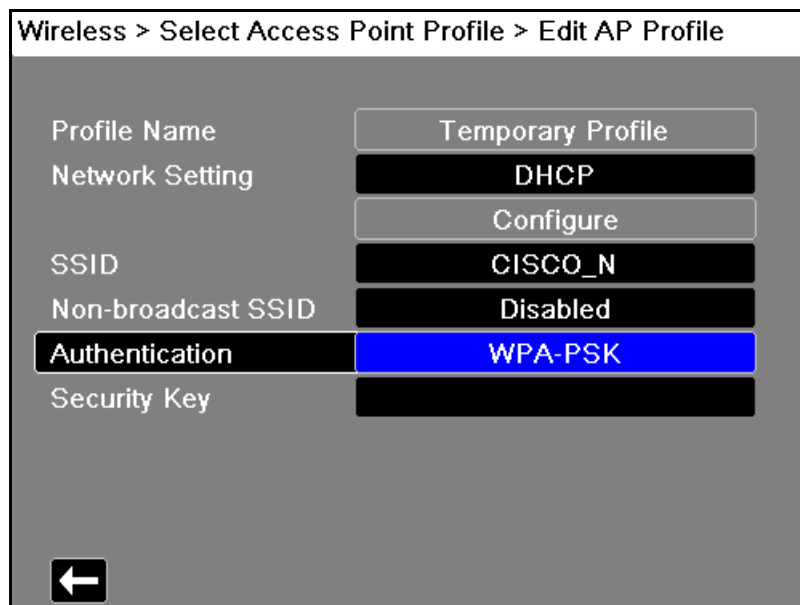 Wireless > Select Access Point Profile > Edit AP Profile
Profile Name Temporary Profile
Network Setting DHCP
Configure
SSID CISCO_N
Non-broadcast SSID Disabled
Authentication WPA-PSK
Security Key